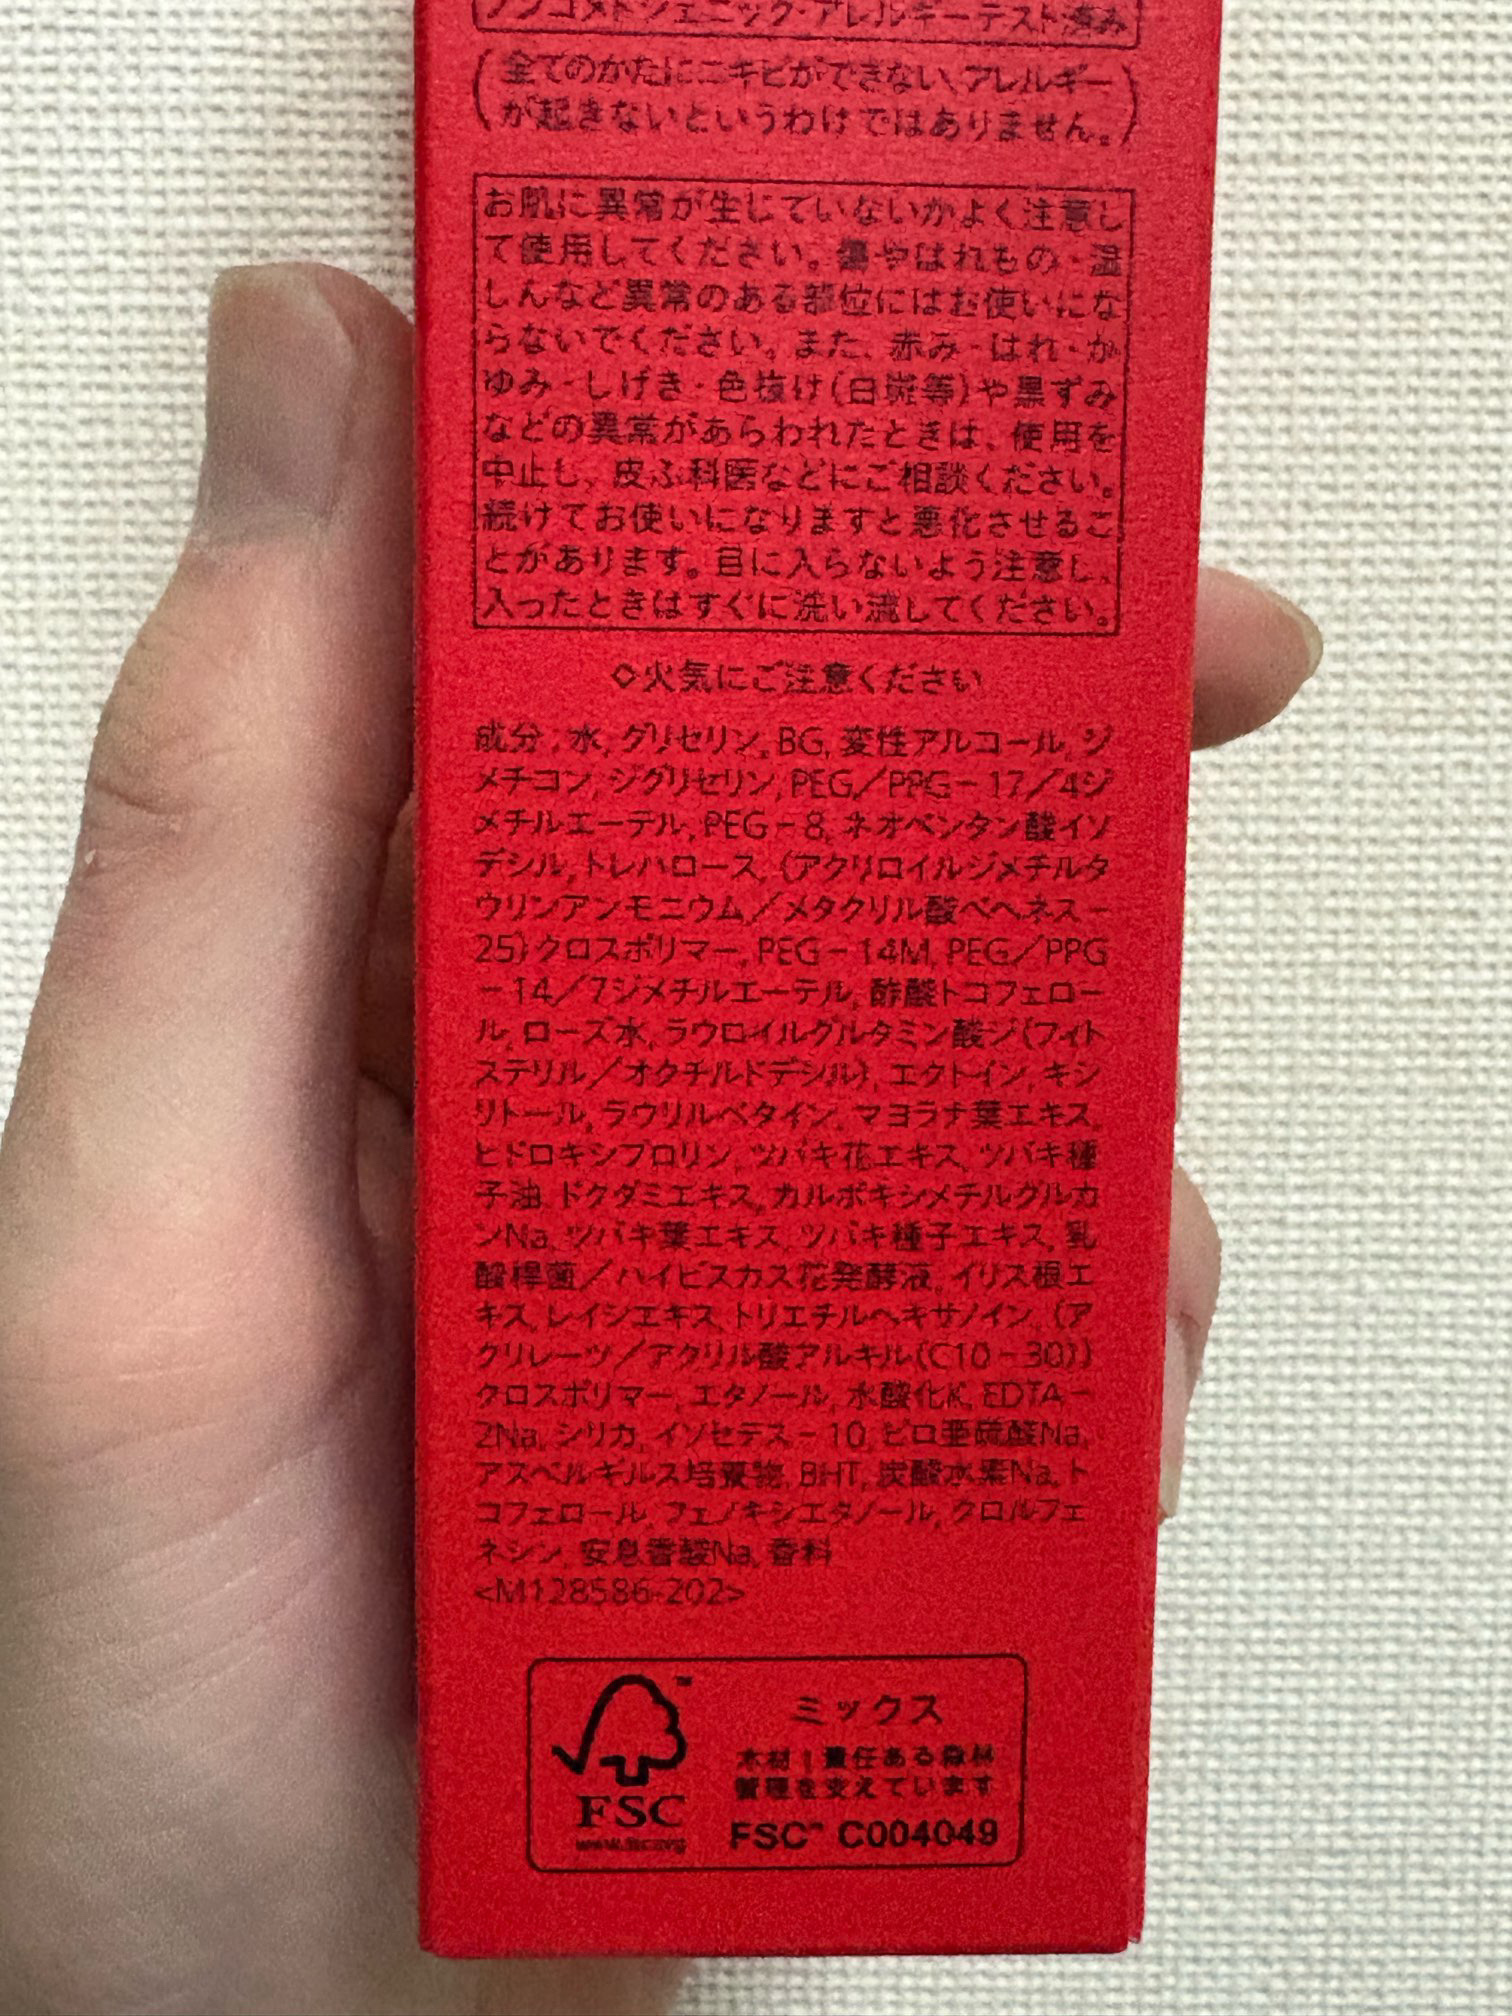 ノンコメドジェニック・アレルギーテスト済み
(全てのかたにニキビができない、アレルギー
が起きないというわけではありません。)
お肌に異常が生じていないかよく注意し
て使用してください。傷やはれもの・湿
しんなど異常のある部位にはお使いにな
らないでください。また、赤み・はれ・か
ゆみ・しげき・色抜け(白斑等)や黒ずみ
などの異常があらわれたときは、使用を
中止し、皮ふ科医などにご相談ください。
続けてお使いになりますと悪化させるこ
とがあります。目に入らないよう注意し、
入ったときはすぐに洗い流してください。
◇火気にご注意ください
成分:水, グリセリン, BG, 変性アルコール, ジ
メチコン, ジグリセリン, PEG/PPG-17/4ジ
メチルエーテル, PEG-8, ネオペンタン酸イソ
デシル, トレハロース, (アクリロイルジメチルタ
ウリンアンモニウム/メタクリル酸ベヘネス-
25)クロスポリマー, PEG-14M, PEG/PPG
-14/7ジメチルエーテル, 酢酸トコフェロー
ル, ローズ水, ラウロイルグルタミン酸ジ(フィト
ステリル/オクチルドデシル), エクトイン, キシ
リトール, ラウリルベタイン, マヨラナ葉エキス,
ヒドロキシプロリン, ツバキ花エキス, ツバキ種
子油, ドクダミエキス, カルボキシメチルグルカ
ンNa, ツバキ葉エキス, ツバキ種子エキス, 乳
酸桿菌/ハイビスカス花発酵液, イリス根エ
キス, レイシエキス, トリエチルヘキサノイン, (ア
クリレーツ/アクリル酸アルキル(C10-30))
クロスポリマー, エタノール, 水酸化K, EDTA-
2Na, シリカ, イソセテス-10, ピロ亜硫酸Na,
アスペルギルス培養物, BHT, 炭酸水素Na, ト
コフェロール, フェノキシエタノール, クロルフェ
ネシン, 安息香酸Na, 香料
<M128586-202>
FSC
www.fsc.org
ミックス
木材|責任ある森林
管理を支えています
FSC™ C004049